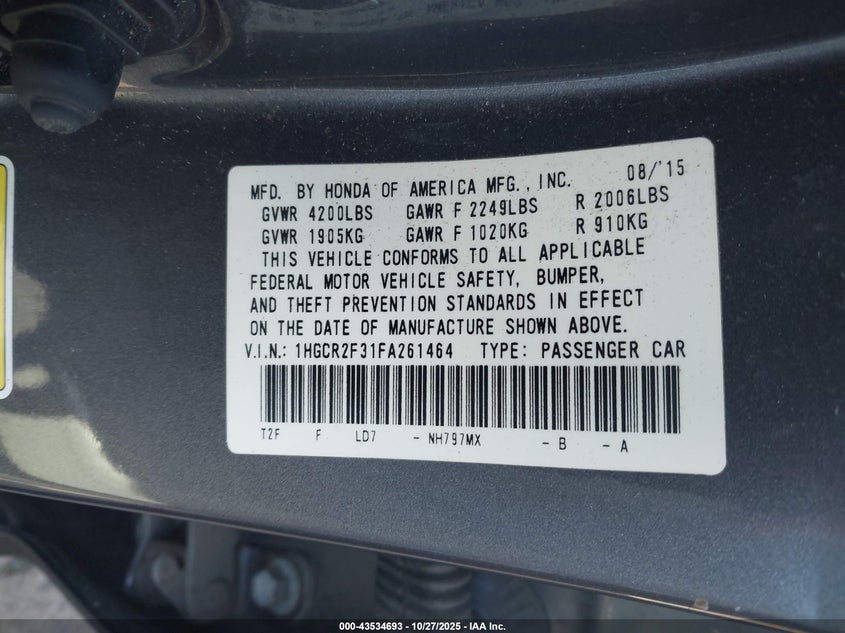 MFD. BY HONDA OF AMERICA MFG., INC. 08/'15
GVWR 4200LBS GAWR F 2249LBS R 2006LBS
GVWR 1905KG GAWR F 1020KG R 910KG
THIS VEHICLE CONFORMS TO ALL APPLICABLE
FEDERAL MOTOR VEHICLE SAFETY, BUMPER,
AND THEFT PREVENTION STANDARDS IN EFFECT
ON THE DATE OF MANUFACTURE SHOWN ABOVE.
V.I.N.: 1HGCR2F31FA261464 TYPE: PASSENGER CAR
T2F F LD7 - NH797MX - B - A
000-43534693 - 10/27/2025 - IAA Inc.